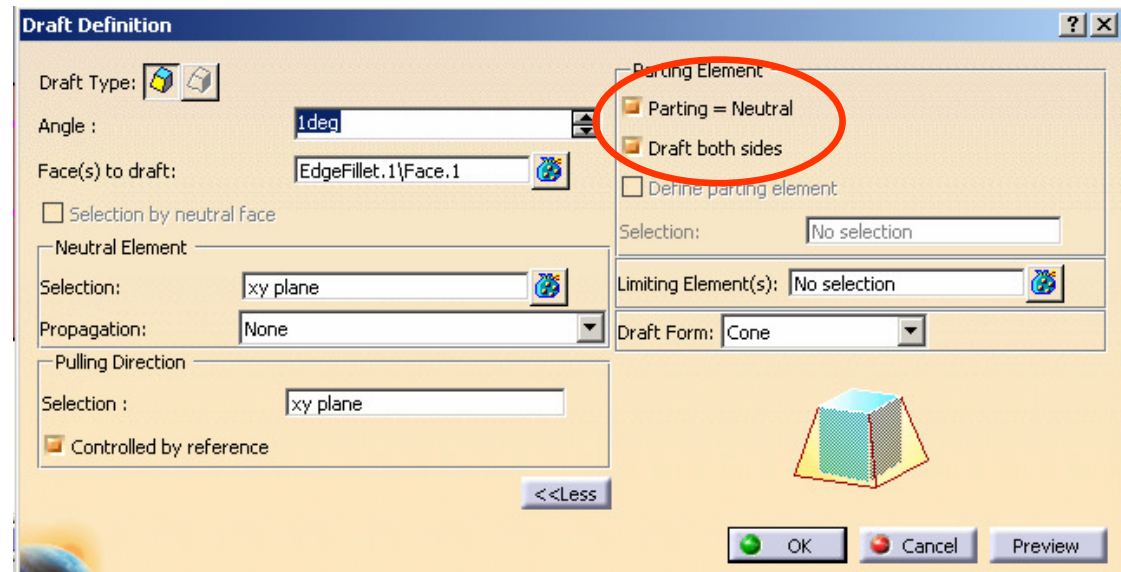 Draft Definition
Draft Type:
Angle :
1deg
Face(s) to draft:
EdgeFillet.1\Face.1
Selection by neutral face
Neutral Element
Selection:
xy plane
Propagation:
None
Pulling Direction
Selection :
xy plane
Controlled by reference
<<Less
Parting Element
Parting = Neutral
Draft both sides
Define parting element
Selection:
No selection
Limiting Element(s):
No selection
Draft Form:
Cone
OK
Cancel
Preview